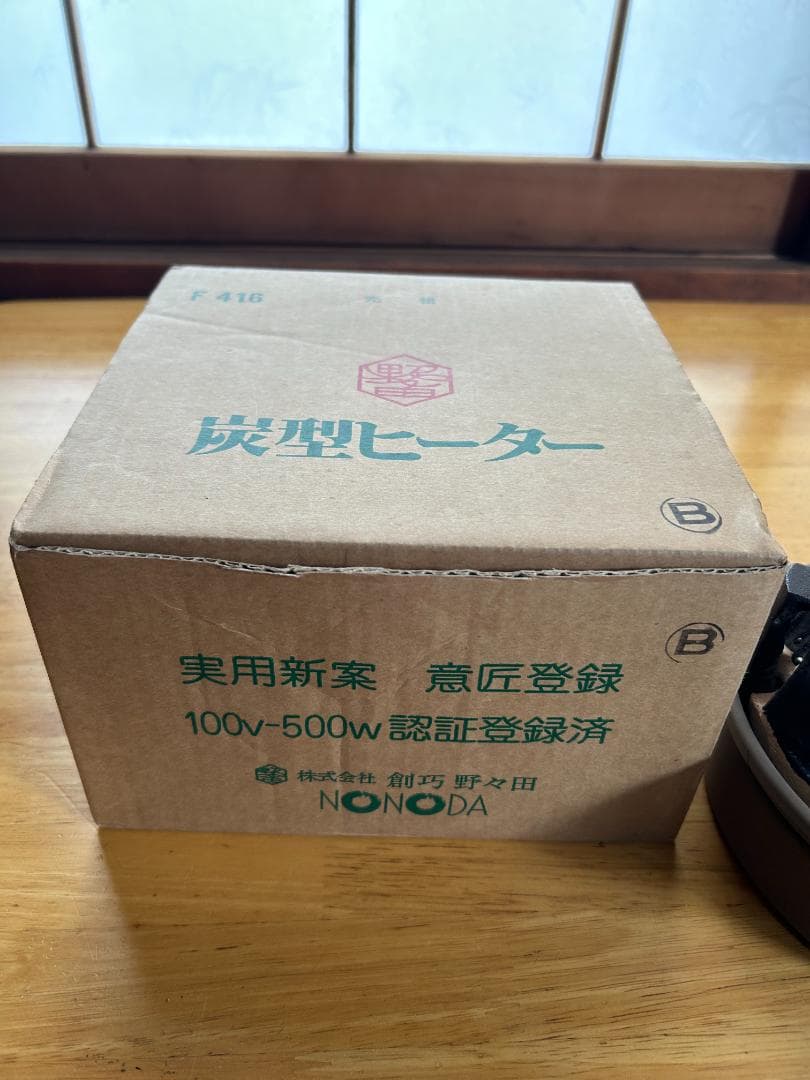 F 416
炭型ヒーター
B
B
実用新案 意匠登録
100v-500w 認証登録済
株式会社 創巧 野々田
NONODA